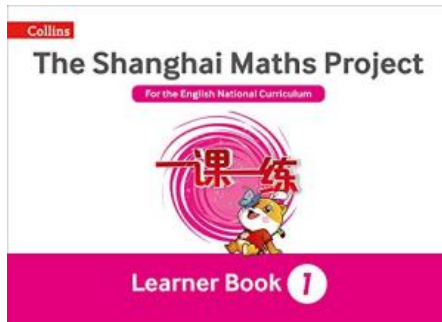 Collins
The Shanghai Maths Project
For the English National Curriculum
一课一练
Learner Book 1